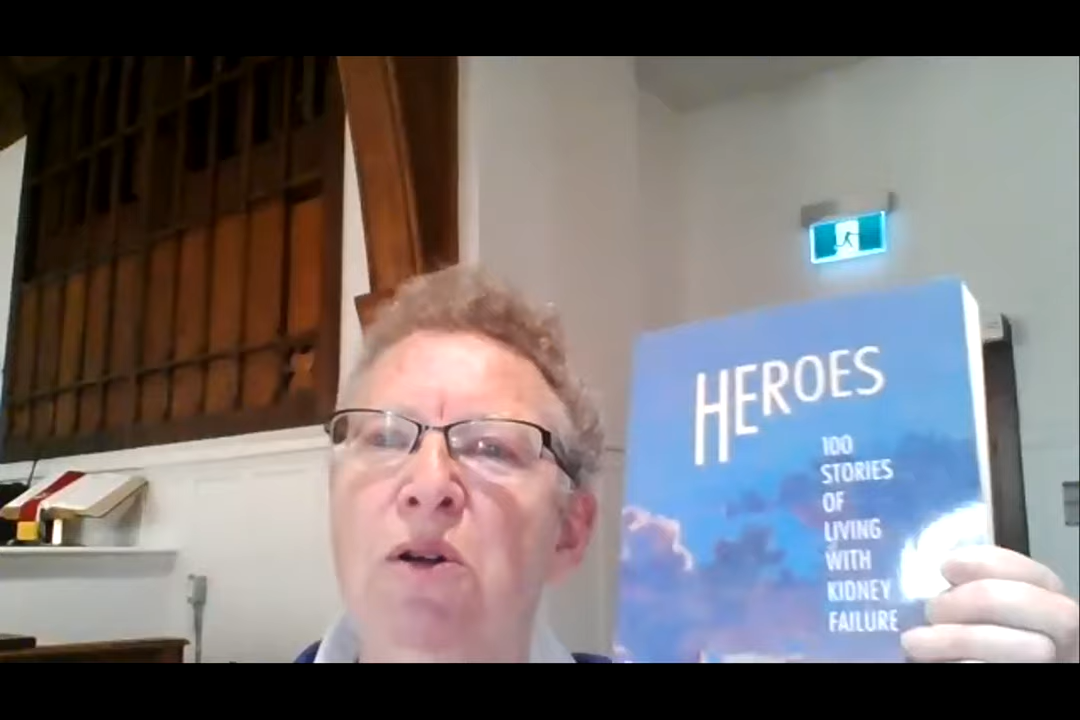 HEROES
100
STORIES
OF
LIVING
WITH
KIDNEY
FAILURE